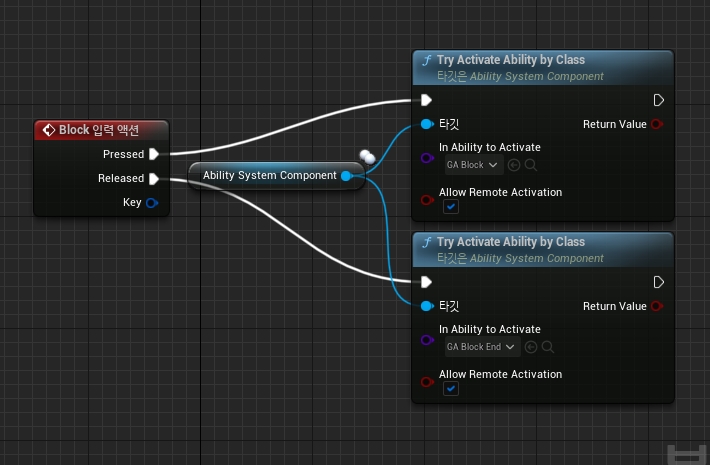 Block 입력 액션
Pressed
Released
Key
Ability System Component
Try Activate Ability by Class
타깃은 Ability System Component
타깃
Return Value
In Ability to Activate
GA Block
Allow Remote Activation
Try Activate Ability by Class
타깃은 Ability System Component
타깃
Return Value
In Ability to Activate
GA Block End
Allow Remote Activation